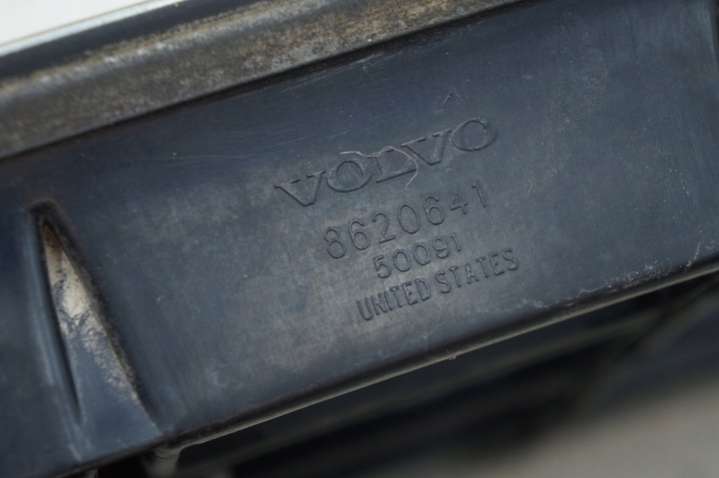 VOLVO
8620641
50091
UNITED STATES